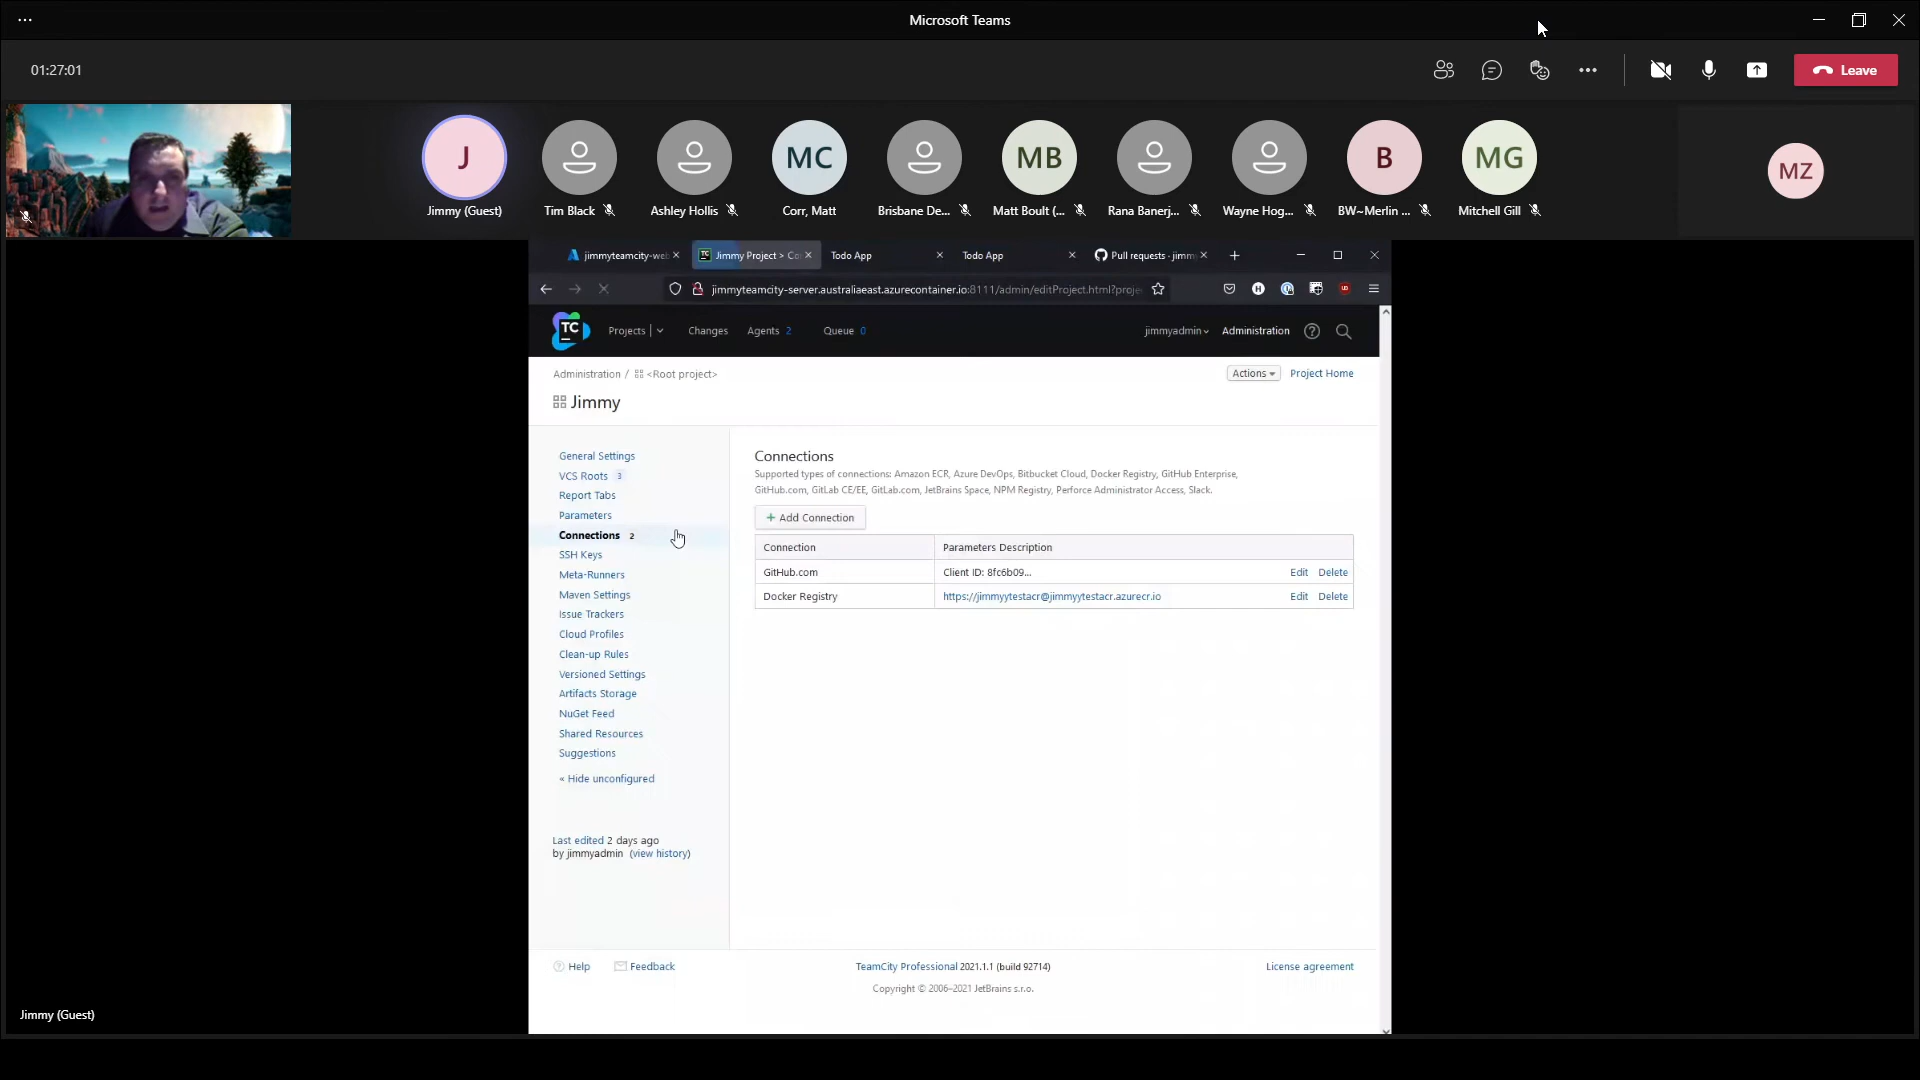 Microsoft Teams
01:27:01
Leave
J
MC
MB
B
MG
MZ
Jimmy (Guest)
Tim Black
Ashley Hollis
Corr, Matt
Brisbane De...
Matt Boult (...
Rana Banerj...
Wayne Hog...
BW~Merlin ...
Mitchell Gill
jimmyteamcity-web
Jimmy Project > Co
Todo App
Todo App
Pull requests · jimm
jimmyteamcity-server.australiaeast.azurecontainer.io:8111/admin/editProject.html?proje
TC
Projects
Changes
Agents 2
Queue 0
jimmyadmin
Administration
Administration / <Root project>
Actions
Project Home
Jimmy
General Settings
VCS Roots 3
Report Tabs
Parameters
Connections 2
SSH Keys
Meta-Runners
Maven Settings
Issue Trackers
Cloud Profiles
Clean-up Rules
Versioned Settings
Artifacts Storage
NuGet Feed
Shared Resources
Suggestions
« Hide unconfigured
Last edited 2 days ago
by jimmyadmin (view history)
Connections
Supported types of connections: Amazon ECR, Azure DevOps, Bitbucket Cloud, Docker Registry, GitHub Enterprise,
GitHub.com, GitLab CE/EE, GitLab.com, JetBrains Space, NPM Registry, Perforce Administrator Access, Slack.
+ Add Connection
Connection Parameters Description
GitHub.com Client ID: 8fc6b09... Edit Delete
Docker Registry https://jimmyytestacr@jimmyytestacr.azurecr.io Edit Delete
Help
Feedback
TeamCity Professional 2021.1.1 (build 92714)
License agreement
Copyright © 2006–2021 JetBrains s.r.o.
Jimmy (Guest)